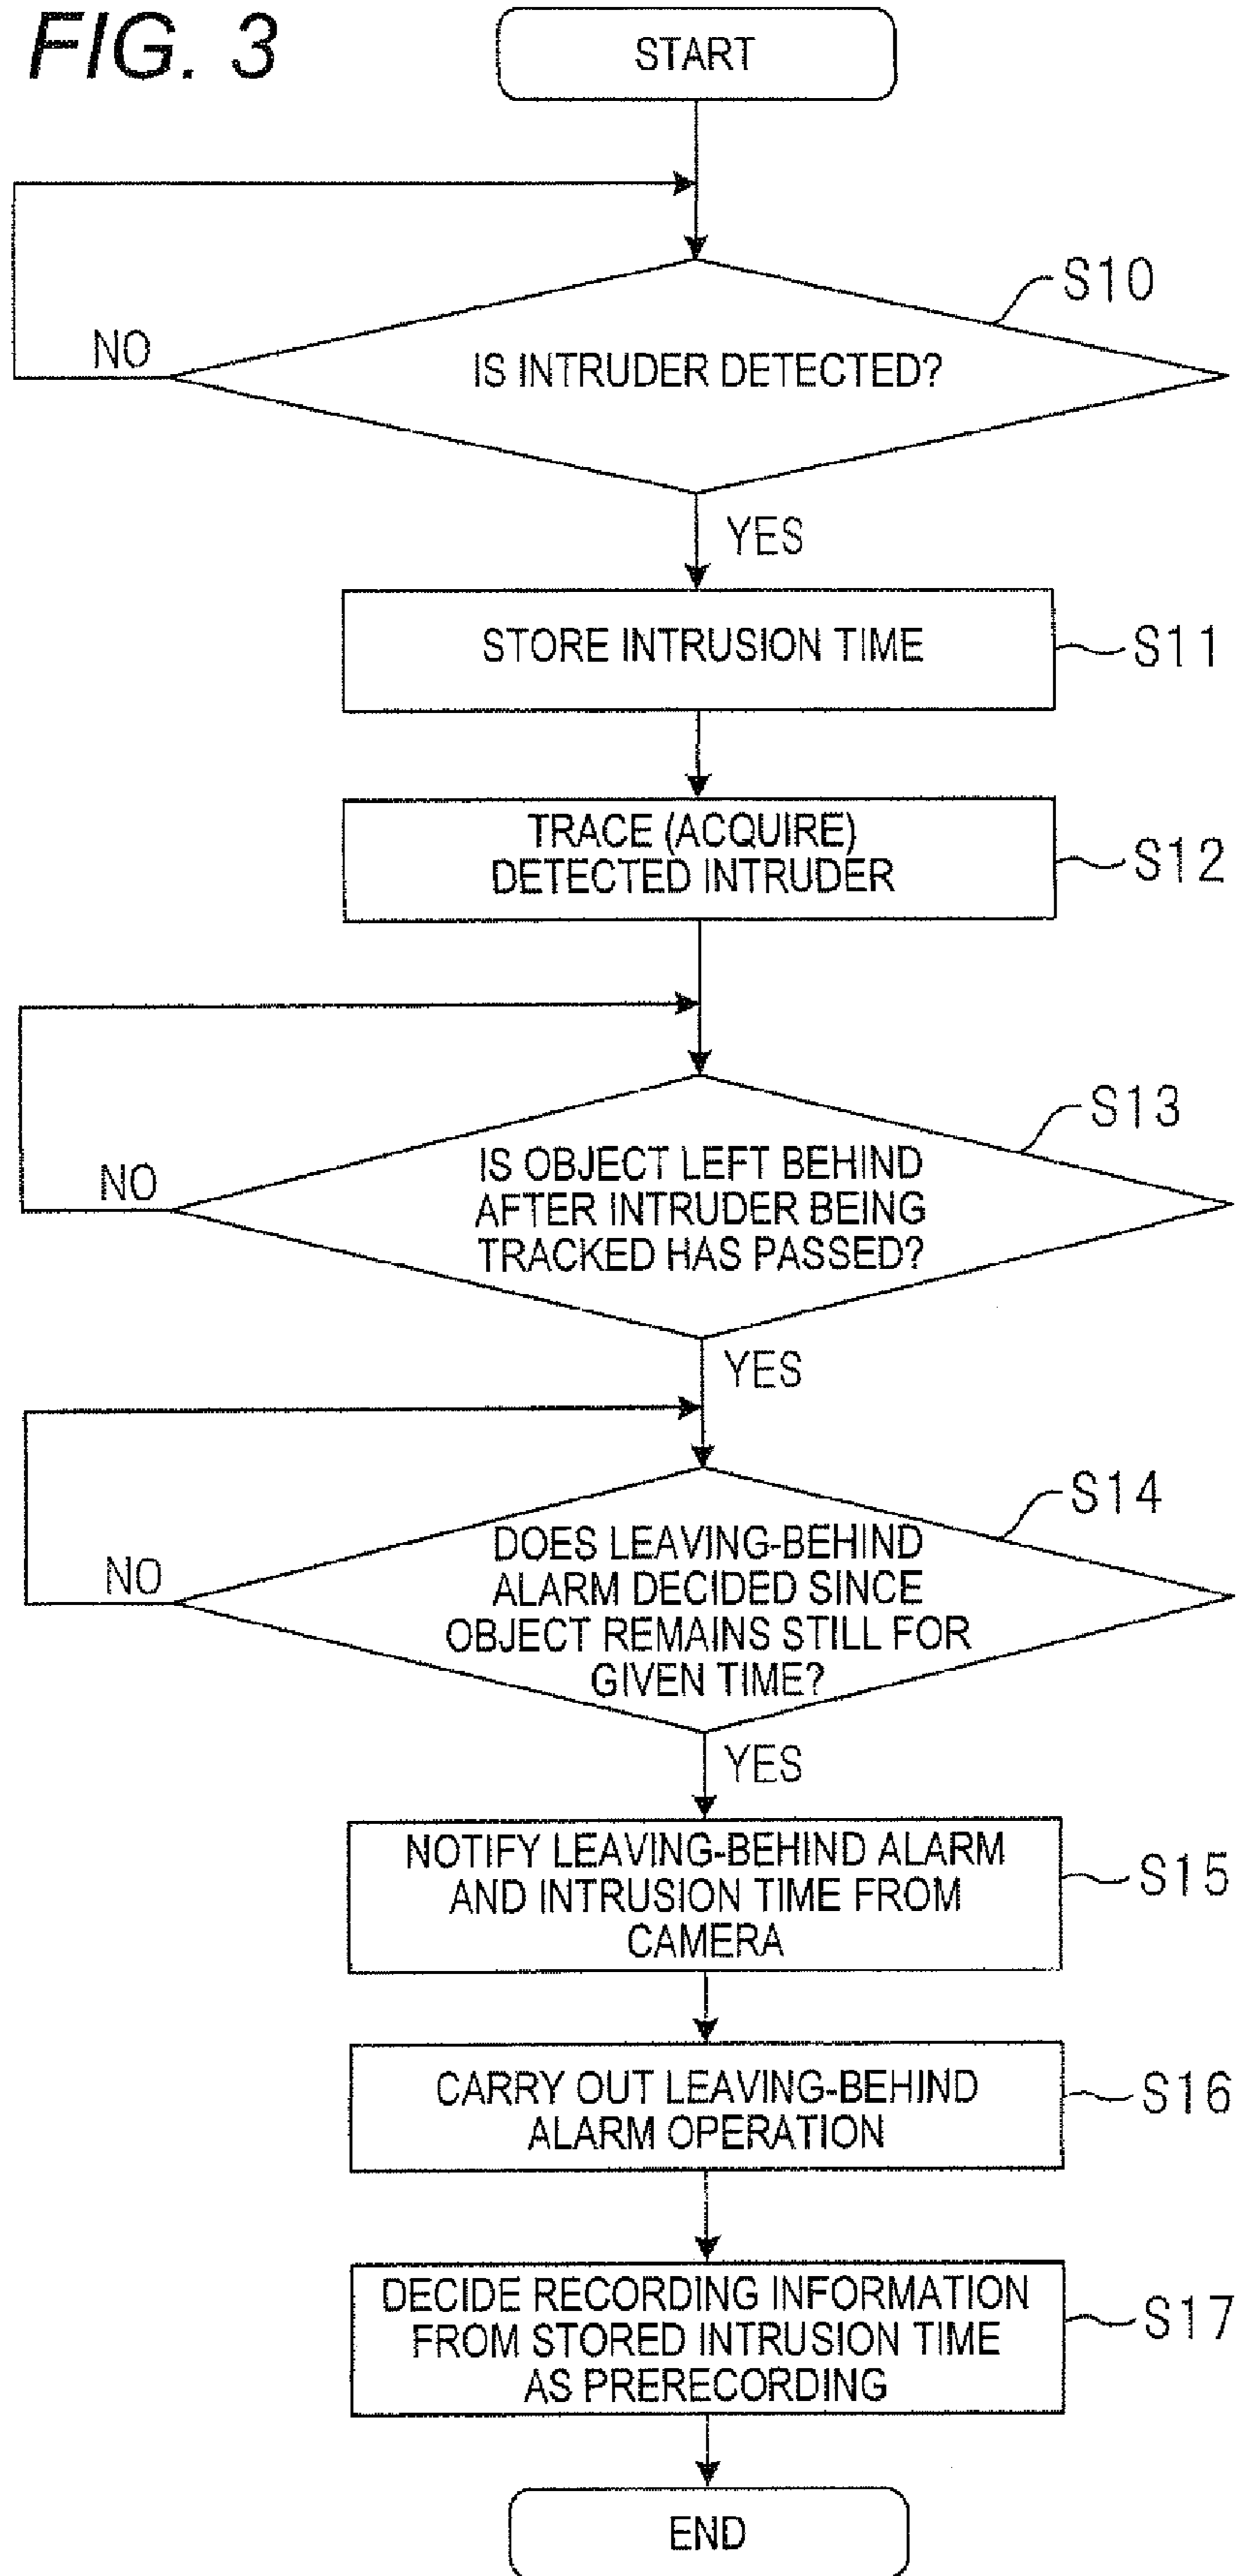 FIG. 3
START
S10
NO
IS INTRUDER DETECTED?
YES
STORE INTRUSION TIME
S11
TRACE (ACQUIRE)
DETECTED INTRUDER
S12
S13
NO
IS OBJECT LEFT BEHIND
AFTER INTRUDER BEING
TRACKED HAS PASSED?
YES
S14
NO
DOES LEAVING-BEHIND
ALARM DECIDED SINCE
OBJECT REMAINS STILL FOR
GIVEN TIME?
YES
NOTIFY LEAVING-BEHIND ALARM
AND INTRUSION TIME FROM
CAMERA
S15
CARRY OUT LEAVING-BEHIND
ALARM OPERATION
S16
DECIDE RECORDING INFORMATION
FROM STORED INTRUSION TIME
AS PRERECORDING
S17
END